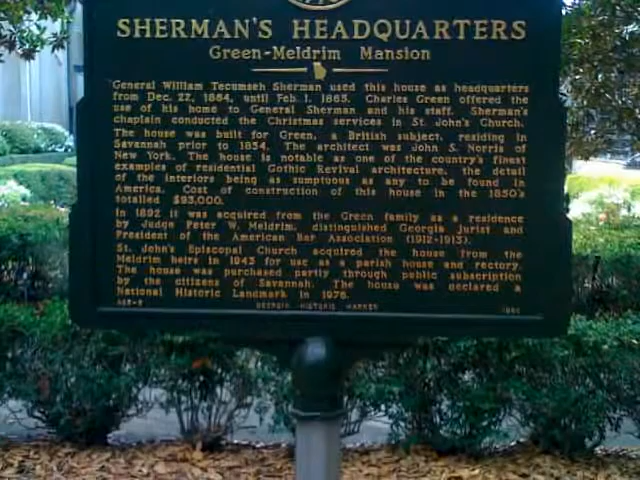 SHERMAN'S HEADQUARTERS
Green-Meldrim Mansion
General William Tecumseh Sherman used this house as headquarters
from Dec. 22, 1864, until Feb. 1, 1865. Charles Green offered the
use of his home to General Sherman and his staff. Sherman's
chaplain conducted the Christmas services in St. John's Church.
The house was built for Green, a British subject, residing in
Savannah prior to 1854. The architect was John S. Norris of
New York. The house is notable as one of the country's finest
examples of residential Gothic Revival architecture, the detail
of the interiors being as sumptuous as any to be found in
America. Cost of construction of this house in the 1850's
totalled $93,000.
In 1892 it was acquired from the Green family as a residence
by Judge Peter W. Meldrim, distinguished Georgia Jurist and
President of the American Bar Association (1912-1913).
St. John's Episcopal Church acquired the house from the
Meldrim heirs in 1943 for use as a parish house and rectory.
The house was purchased partly through public subscription
by the citizens of Savannah. The house was declared a
National Historic Landmark in 1976.
GEORGIA HISTORIC MARKER